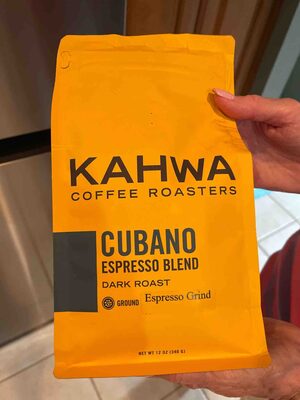 KAHWA
COFFEE ROASTERS
CUBANO
ESPRESSO BLEND
DARK ROAST
GROUND Espresso Grind
NET WT 12 OZ (340 G)